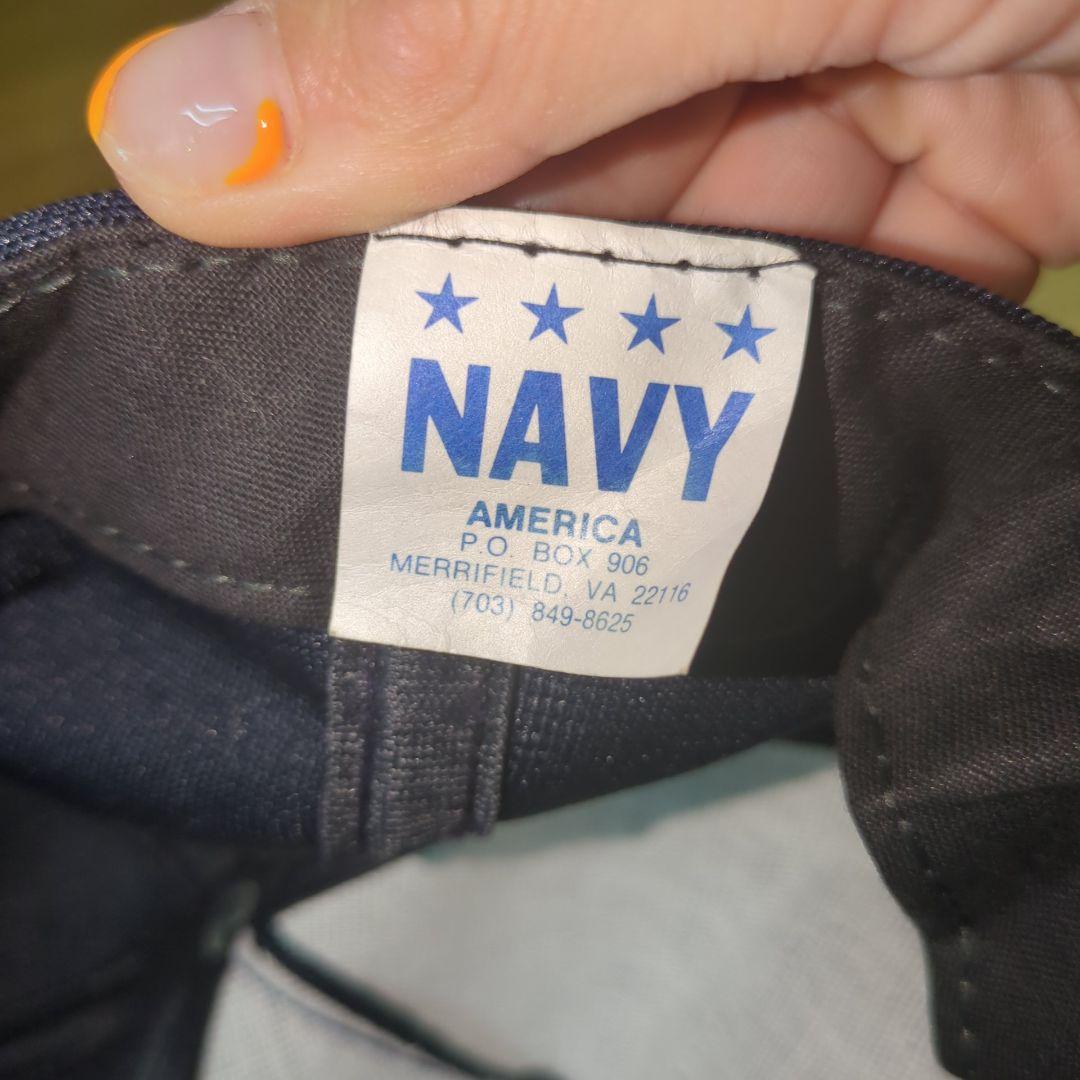 NAVY
AMERICA
P.O. BOX 906
MERRIFIELD, VA 22116
(703) 849-8625